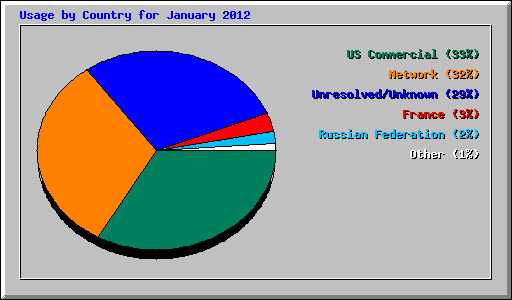 Usage by Country for January 2012
US Commercial (33%)
Network (32%)
Unresolved/Unknown (29%)
France (3%)
Russian Federation (2%)
Other (1%)